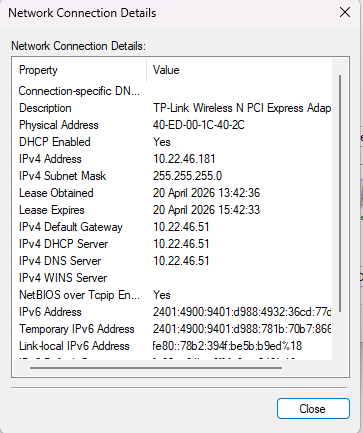 Network Connection Details
Network Connection Details:
Property Value
Connection-specific DN...
Description TP-Link Wireless N PCI Express Adap
Physical Address 40-ED-00-1C-40-2C
DHCP Enabled Yes
IPv4 Address 10.22.46.181
IPv4 Subnet Mask 255.255.255.0
Lease Obtained 20 April 2026 13:42:36
Lease Expires 20 April 2026 15:42:33
IPv4 Default Gateway 10.22.46.51
IPv4 DHCP Server 10.22.46.51
IPv4 DNS Server 10.22.46.51
IPv4 WINS Server
NetBIOS over Tcpip En... Yes
IPv6 Address 2401:4900:9401:d988:4932:36cd:77d
Temporary IPv6 Address 2401:4900:9401:d988:781b:70b7:866
Link-local IPv6 Address fe80::78b2:394f:be5b:b9ed%18
Close